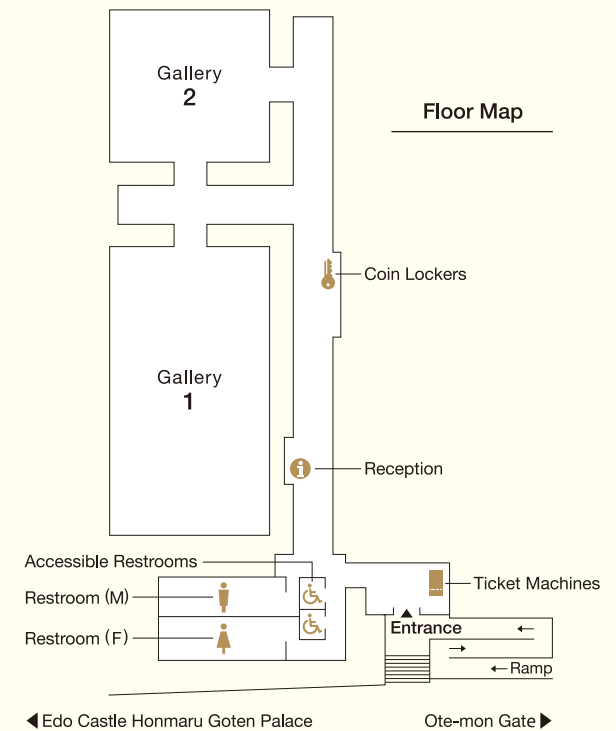 Gallery
2
Floor Map
Coin Lockers
Gallery
1
Reception
Accessible Restrooms
Ticket Machines
Restroom (M)
Entrance
Restroom (F)
Ramp
Edo Castle Honmaru Goten Palace
Ote-mon Gate